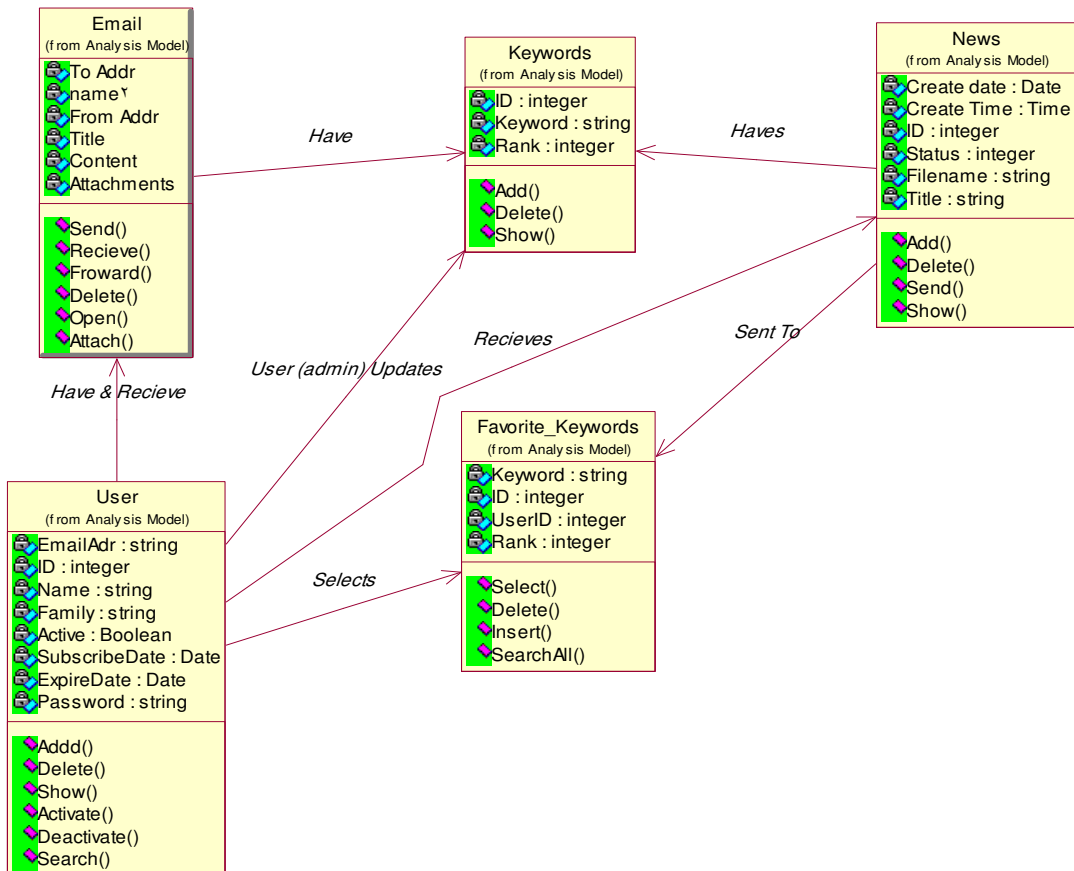 Email
(from Analysis Model)
To Addr
name۲
From Addr
Title
Content
Attachments
Send()
Recieve()
Froward()
Delete()
Open()
Attach()
Have
Keywords
(from Analysis Model)
ID : integer
Keyword : string
Rank : integer
Add()
Delete()
Show()
Haves
News
(from Analysis Model)
Create date : Date
Create Time : Time
ID : integer
Status : integer
Filename : string
Title : string
Add()
Delete()
Send()
Show()
Have & Recieve
User (admin) Updates
Recieves
Sent To
User
(from Analysis Model)
EmailAdr : string
ID : integer
Name : string
Family : string
Active : Boolean
SubscribeDate : Date
ExpireDate : Date
Password : string
Addd()
Delete()
Show()
Activate()
Deactivate()
Search()
Selects
Favorite_Keywords
(from Analysis Model)
Keyword : string
ID : integer
UserID : integer
Rank : integer
Select()
Delete()
Insert()
SearchAll()